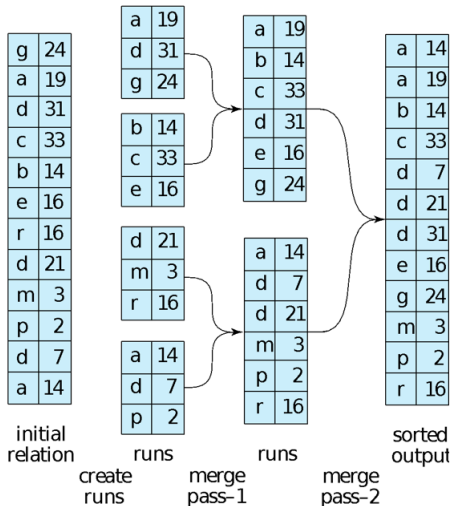 g 24
a 19
d 31
c 33
b 14
e 16
r 16
d 21
m 3
p 2
d 7
a 14
initial
relation
a 19
d 31
g 24
b 14
c 33
e 16
d 21
m 3
r 16
a 14
d 7
p 2
runs
create
runs
a 19
b 14
c 33
d 31
e 16
g 24
a 14
d 7
d 21
m 3
p 2
r 16
runs
merge
pass–1
a 14
a 19
b 14
c 33
d 7
d 21
d 31
e 16
g 24
m 3
p 2
r 16
sorted
output
merge
pass–2